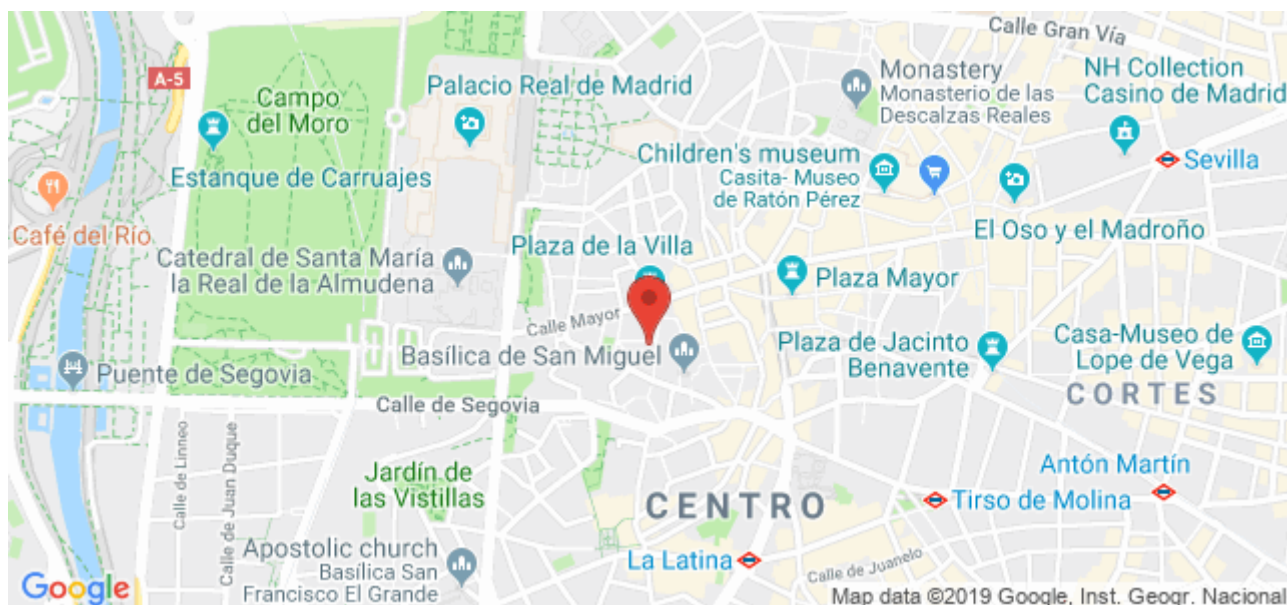 Calle Gran Vía
A-5
Campo
del Moro
Palacio Real de Madrid
Monastery
Monasterio de las
Descalzas Reales
NH Collection
Casino de Madrid
Estanque de Carruajes
Children's museum
Casita- Museo
de Ratón Pérez
Sevilla
Café del Río
El Oso y el Madroño
Catedral de Santa María
la Real de la Almudena
Plaza de la Villa
Plaza Mayor
Calle Mayor
Puente de Segovia
Basílica de San Miguel
Plaza de Jacinto
Benavente
Casa-Museo de
Lope de Vega
CORTES
Calle de Segovia
Calle de Linneo
Calle de Juan Duque
Jardín de
las Vistillas
CENTRO
Antón Martín
Tirso de Molina
La Latina
Calle de Juanelo
Apostolic church
Basílica San
Francisco El Grande
Google
Map data ©2019 Google, Inst. Geogr. Nacional